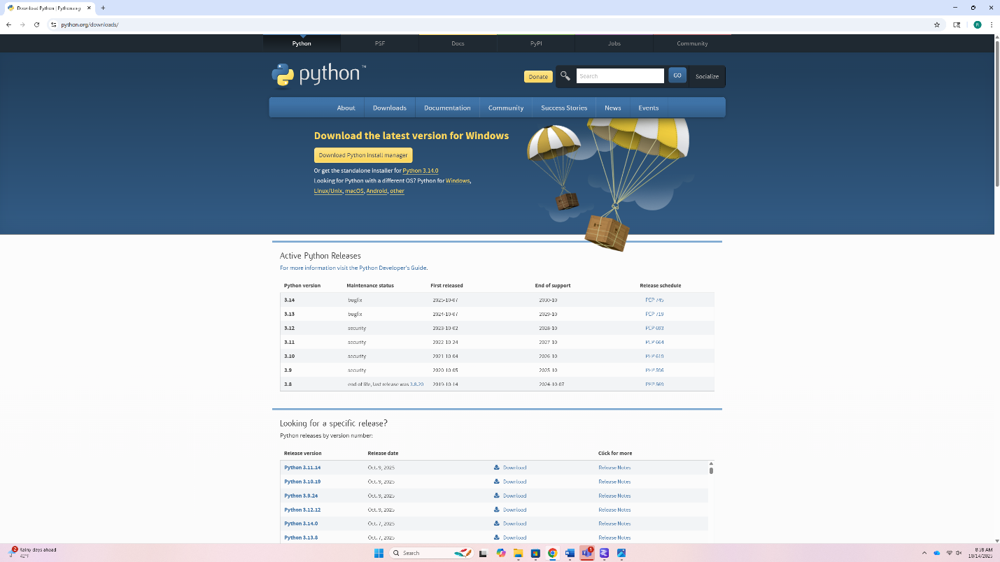 Download Python | Python.org
python.org/downloads/
R
Python PSF Docs PyPI Jobs Community
python™
Donate Search GO Socialize
About Downloads Documentation Community Success Stories News Events
Download the latest version for Windows
Download Python install manager
Or get the standalone installer for Python 3.14.0
Looking for Python with a different OS? Python for Windows,
Linux/Unix, macOS, Android, other
Active Python Releases
For more information visit the Python Developer's Guide.
Python version Maintenance status First released End of support Release schedule
3.14 bugfix 2025-10-07 2030-10 PEP 745
3.13 bugfix 2024-10-07 2029-10 PEP 719
3.12 security 2023-10-02 2028-10 PEP 693
3.11 security 2022-10-24 2027-10 PEP 664
3.10 security 2021-10-04 2026-10 PEP 619
3.9 security 2020-10-05 2025-10 PEP 596
3.8 end of life, last release was 3.8.20 2019-10-14 2024-10-07 PEP 569
Looking for a specific release?
Python releases by version number:
Release version Release date Click for more
Python 3.11.14 Oct. 9, 2025 Download Release Notes
Python 3.10.19 Oct. 9, 2025 Download Release Notes
Python 3.9.24 Oct. 9, 2025 Download Release Notes
Python 3.12.12 Oct. 9, 2025 Download Release Notes
Python 3.14.0 Oct. 7, 2025 Download Release Notes
Python 3.13.8 Oct. 7, 2025 Download Release Notes
2 Rainy days ahead
42°F
Search
1
8:58 AM
10/14/2025